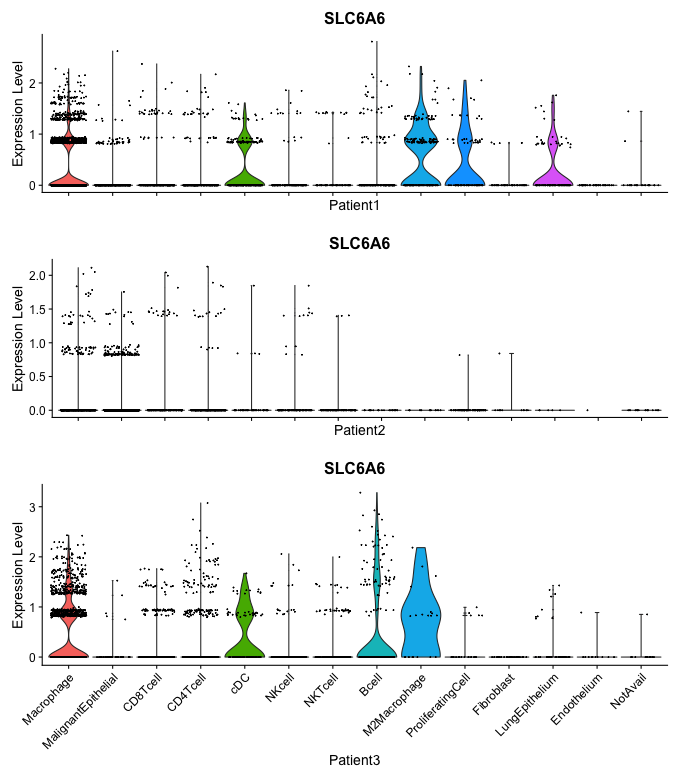 SLC6A6
Expression Level
2
1
0
Patient1
SLC6A6
Expression Level
2.0
1.5
1.0
0.5
0.0
Patient2
SLC6A6
Expression Level
3
2
1
0
Macrophage
MalignantEpithelial
CD8Tcell
CD4Tcell
cDC
NKcell
NKTcell
Bcell
M2Macrophage
ProliferatingCell
Fibroblast
LungEpithelium
Endothelium
NotAvail
Patient3